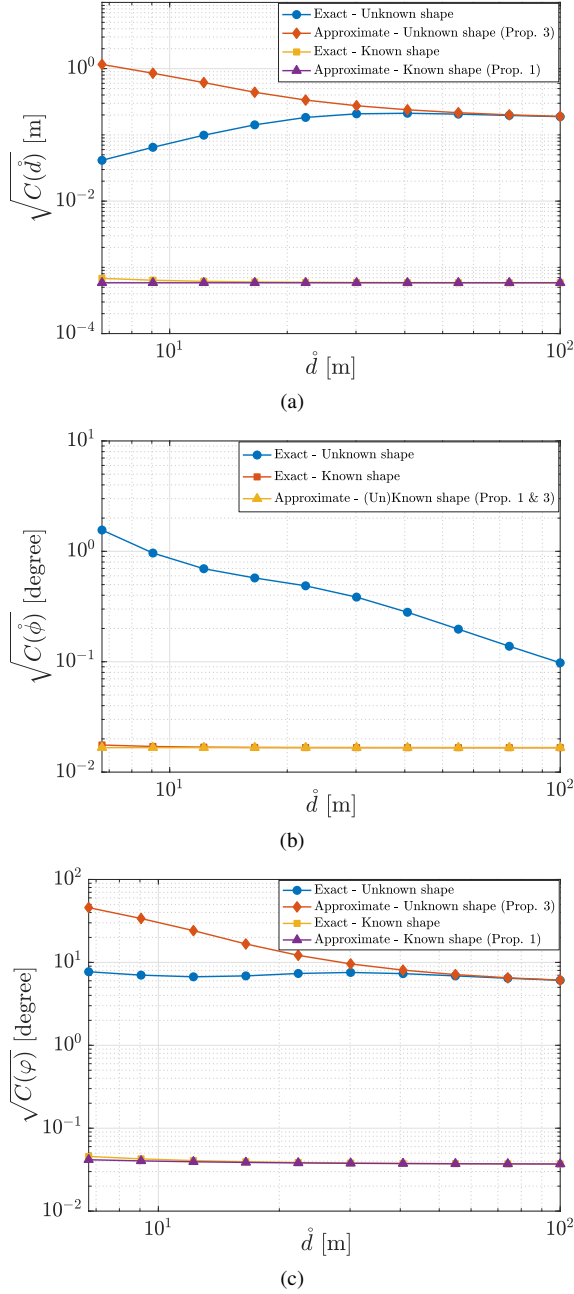 Exact - Unknown shape
Approximate - Unknown shape (Prop. 3)
Exact - Known shape
Approximate - Known shape (Prop. 1)
10^0
10^{-2}
10^{-4}
√C(d̊) [m]
10^1
10^2
d̊ [m]
(a)
Exact - Unknown shape
Exact - Known shape
Approximate - (Un)Known shape (Prop. 1 & 3)
10^1
10^0
10^{-1}
10^{-2}
√C(ϕ̊) [degree]
10^1
10^2
d̊ [m]
(b)
Exact - Unknown shape
Approximate - Unknown shape (Prop. 3)
Exact - Known shape
Approximate - Known shape (Prop. 1)
10^2
10^1
10^0
10^{-1}
10^{-2}
√C(φ) [degree]
10^1
10^2
d̊ [m]
(c)